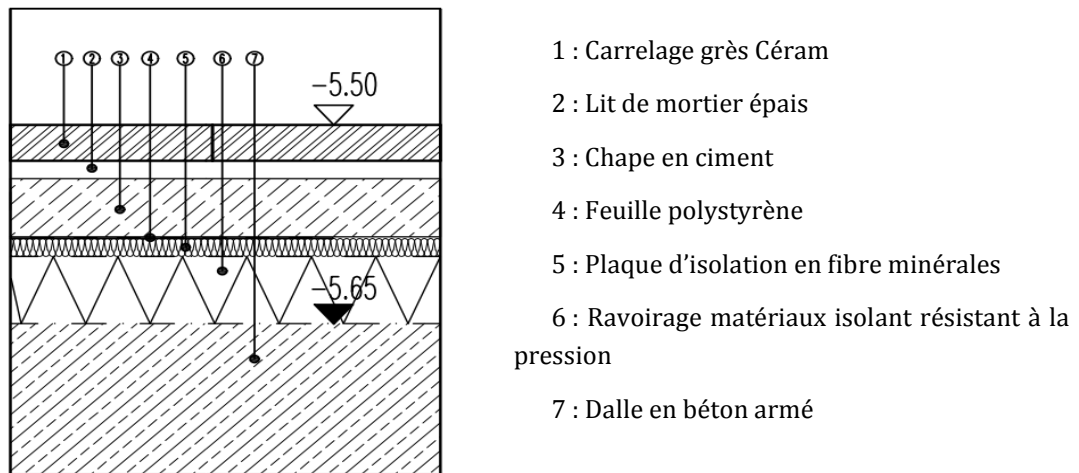 1 2 3 4 5 6 7
-5.50
-5.65
1 : Carrelage grès Céram
2 : Lit de mortier épais
3 : Chape en ciment
4 : Feuille polystyrène
5 : Plaque d’isolation en fibre minérales
6 : Ravoirage matériaux isolant résistant à la
pression
7 : Dalle en béton armé